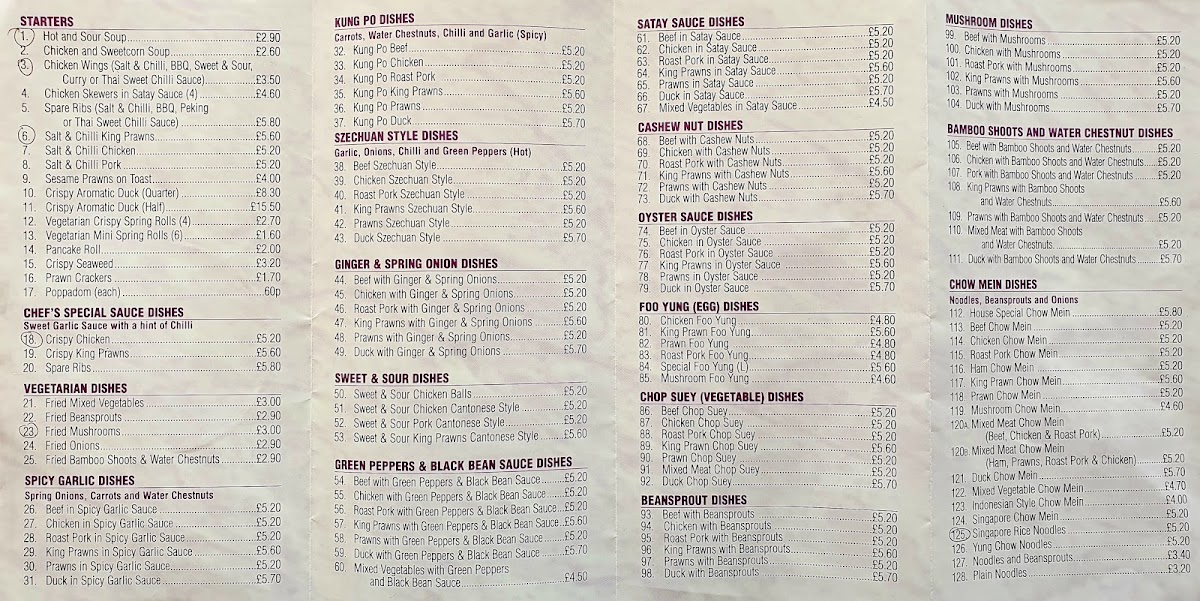 STARTERS
1. Hot and Sour Soup £2.90
2. Chicken and Sweetcorn Soup £2.60
3. Chicken Wings (Salt & Chilli, BBQ, Sweet & Sour,
Curry or Thai Sweet Chilli Sauce) £3.50
4. Chicken Skewers in Satay Sauce (4) £4.60
5. Spare Ribs (Salt & Chilli, BBQ, Peking
or Thai Sweet Chilli Sauce) £5.80
6. Salt & Chilli King Prawns £5.60
7. Salt & Chilli Chicken £5.20
8. Salt & Chilli Pork £5.20
9. Sesame Prawns on Toast £4.00
10. Crispy Aromatic Duck (Quarter) £8.30
11. Crispy Aromatic Duck (Half) £15.50
12. Vegetarian Crispy Spring Rolls (4) £2.70
13. Vegetarian Mini Spring Rolls (6) £1.60
14. Pancake Roll £2.00
15. Crispy Seaweed £3.20
16. Prawn Crackers £1.70
17. Poppadom (each) 60p
CHEF'S SPECIAL SAUCE DISHES
Sweet Garlic Sauce with a hint of Chilli
18. Crispy Chicken £5.20
19. Crispy King Prawns £5.60
20. Spare Ribs £5.80
VEGETARIAN DISHES
21. Fried Mixed Vegetables £3.00
22. Fried Beansprouts £2.90
23. Fried Mushrooms £3.00
24. Fried Onions £2.90
25. Fried Bamboo Shoots & Water Chestnuts £2.90
SPICY GARLIC DISHES
Spring Onions, Carrots and Water Chestnuts
26. Beef in Spicy Garlic Sauce £5.20
27. Chicken in Spicy Garlic Sauce £5.20
28. Roast Pork in Spicy Garlic Sauce £5.20
29. King Prawns in Spicy Garlic Sauce £5.60
30. Prawns in Spicy Garlic Sauce £5.20
31. Duck in Spicy Garlic Sauce £5.70
KUNG PO DISHES
Carrots, Water Chestnuts, Chilli and Garlic (Spicy)
32. Kung Po Beef £5.20
33. Kung Po Chicken £5.20
34. Kung Po Roast Pork £5.20
35. Kung Po King Prawns £5.60
36. Kung Po Prawns £5.20
37. Kung Po Duck £5.70
SZECHUAN STYLE DISHES
Garlic, Onions, Chilli and Green Peppers (Hot)
38. Beef Szechuan Style £5.20
39. Chicken Szechuan Style £5.20
40. Roast Pork Szechuan Style £5.20
41. King Prawns Szechuan Style £5.60
42. Prawns Szechuan Style £5.20
43. Duck Szechuan Style £5.70
GINGER & SPRING ONION DISHES
44. Beef with Ginger & Spring Onions £5.20
45. Chicken with Ginger & Spring Onions £5.20
46. Roast Pork with Ginger & Spring Onions £5.20
47. King Prawns with Ginger & Spring Onions £5.60
48. Prawns with Ginger & Spring Onions £5.20
49. Duck with Ginger & Spring Onions £5.70
SWEET & SOUR DISHES
50. Sweet & Sour Chicken Balls £5.20
51. Sweet & Sour Chicken Cantonese Style £5.20
52. Sweet & Sour Pork Cantonese Style £5.20
53. Sweet & Sour King Prawns Cantonese Style £5.60
GREEN PEPPERS & BLACK BEAN SAUCE DISHES
54. Beef with Green Peppers & Black Bean Sauce £5.20
55. Chicken with Green Peppers & Black Bean Sauce £5.20
56. Roast Pork with Green Peppers & Black Bean Sauce £5.20
57. King Prawns with Green Peppers & Black Bean Sauce £5.60
58. Prawns with Green Peppers & Black Bean Sauce £5.20
59. Duck with Green Peppers & Black Bean Sauce £5.70
60. Mixed Vegetables with Green Peppers
and Black Bean Sauce £4.50
SATAY SAUCE DISHES
61. Beef in Satay Sauce £5.20
62. Chicken in Satay Sauce £5.20
63. Roast Pork in Satay Sauce £5.20
64. King Prawns in Satay Sauce £5.60
65. Prawns in Satay Sauce £5.20
66. Duck in Satay Sauce £5.70
67. Mixed Vegetables in Satay Sauce £4.50
CASHEW NUT DISHES
68. Beef with Cashew Nuts £5.20
69. Chicken with Cashew Nuts £5.20
70. Roast Pork with Cashew Nuts £5.20
71. King Prawns with Cashew Nuts £5.60
72. Prawns with Cashew Nuts £5.20
73. Duck with Cashew Nuts £5.70
OYSTER SAUCE DISHES
74. Beef in Oyster Sauce £5.20
75. Chicken in Oyster Sauce £5.20
76. Roast Pork in Oyster Sauce £5.20
77. King Prawns in Oyster Sauce £5.60
78. Prawns in Oyster Sauce £5.20
79. Duck in Oyster Sauce £5.70
FOO YUNG (EGG) DISHES
80. Chicken Foo Yung £4.80
81. King Prawn Foo Yung £5.60
82. Prawn Foo Yung £4.80
83. Roast Pork Foo Yung £4.80
84. Special Foo Yung (L) £5.60
85. Mushroom Foo Yung £4.60
CHOP SUEY (VEGETABLE) DISHES
86. Beef Chop Suey £5.20
87. Chicken Chop Suey £5.20
88. Roast Pork Chop Suey £5.20
89. King Prawn Chop Suey £5.60
90. Prawn Chop Suey £5.20
91. Mixed Meat Chop Suey £5.20
92. Duck Chop Suey £5.70
BEANSPROUT DISHES
93. Beef with Beansprouts £5.20
94. Chicken with Beansprouts £5.20
95. Roast Pork with Beansprouts £5.20
96. King Prawns with Beansprouts £5.60
97. Prawns with Beansprouts £5.20
98. Duck with Beansprouts £5.70
MUSHROOM DISHES
99. Beef with Mushrooms £5.20
100. Chicken with Mushrooms £5.20
101. Roast Pork with Mushrooms £5.20
102. King Prawns with Mushrooms £5.60
103. Prawns with Mushrooms £5.20
104. Duck with Mushrooms £5.70
BAMBOO SHOOTS AND WATER CHESTNUT DISHES
105. Beef with Bamboo Shoots and Water Chestnuts £5.20
106. Chicken with Bamboo Shoots and Water Chestnuts £5.20
107. Pork with Bamboo Shoots and Water Chestnuts £5.20
108. King Prawns with Bamboo Shoots
and Water Chestnuts £5.60
109. Prawns with Bamboo Shoots and Water Chestnuts £5.20
110 Mixed Meat with Bamboo Shoots
and Water Chestnuts £5.20
111. Duck with Bamboo Shoots and Water Chestnuts £5.70
CHOW MEIN DISHES
Noodles, Beansprouts and Onions
112. House Special Chow Mein £5.80
113. Beef Chow Mein £5.20
114. Chicken Chow Mein £5.20
115. Roast Pork Chow Mein £5.20
116. Ham Chow Mein £5.20
117. King Prawn Chow Mein £5.60
118. Prawn Chow Mein £5.20
119. Mushroom Chow Mein £4.60
120A Mixed Meat Chow Mein
(Beef, Chicken & Roast Pork) £5.20
120B Mixed Meat Chow Mein
(Ham, Prawns, Roast Pork & Chicken) £5.20
121. Duck Chow Mein £5.70
122. Mixed Vegetable Chow Mein £4.70
123. Indonesian Style Chow Mein £4.00
124. Singapore Chow Mein £5.20
125. Singapore Rice Noodles £5.20
126. Yung Chow Noodles £5.20
127. Noodles and Beansprouts £3.40
128. Plain Noodles £3.20